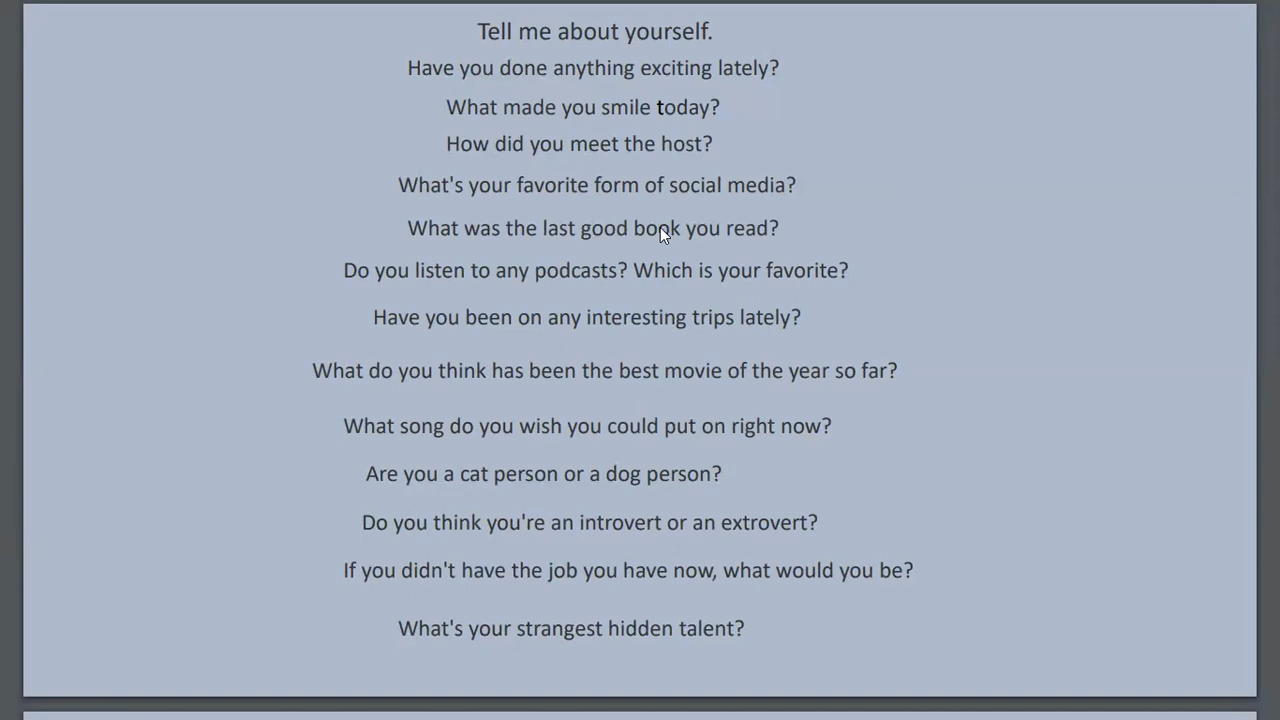 Tell me about yourself.
Have you done anything exciting lately?
What made you smile today?
How did you meet the host?
What's your favorite form of social media?
What was the last good book you read?
Do you listen to any podcasts? Which is your favorite?
Have you been on any interesting trips lately?
What do you think has been the best movie of the year so far?
What song do you wish you could put on right now?
Are you a cat person or a dog person?
Do you think you're an introvert or an extrovert?
If you didn't have the job you have now, what would you be?
What's your strangest hidden talent?